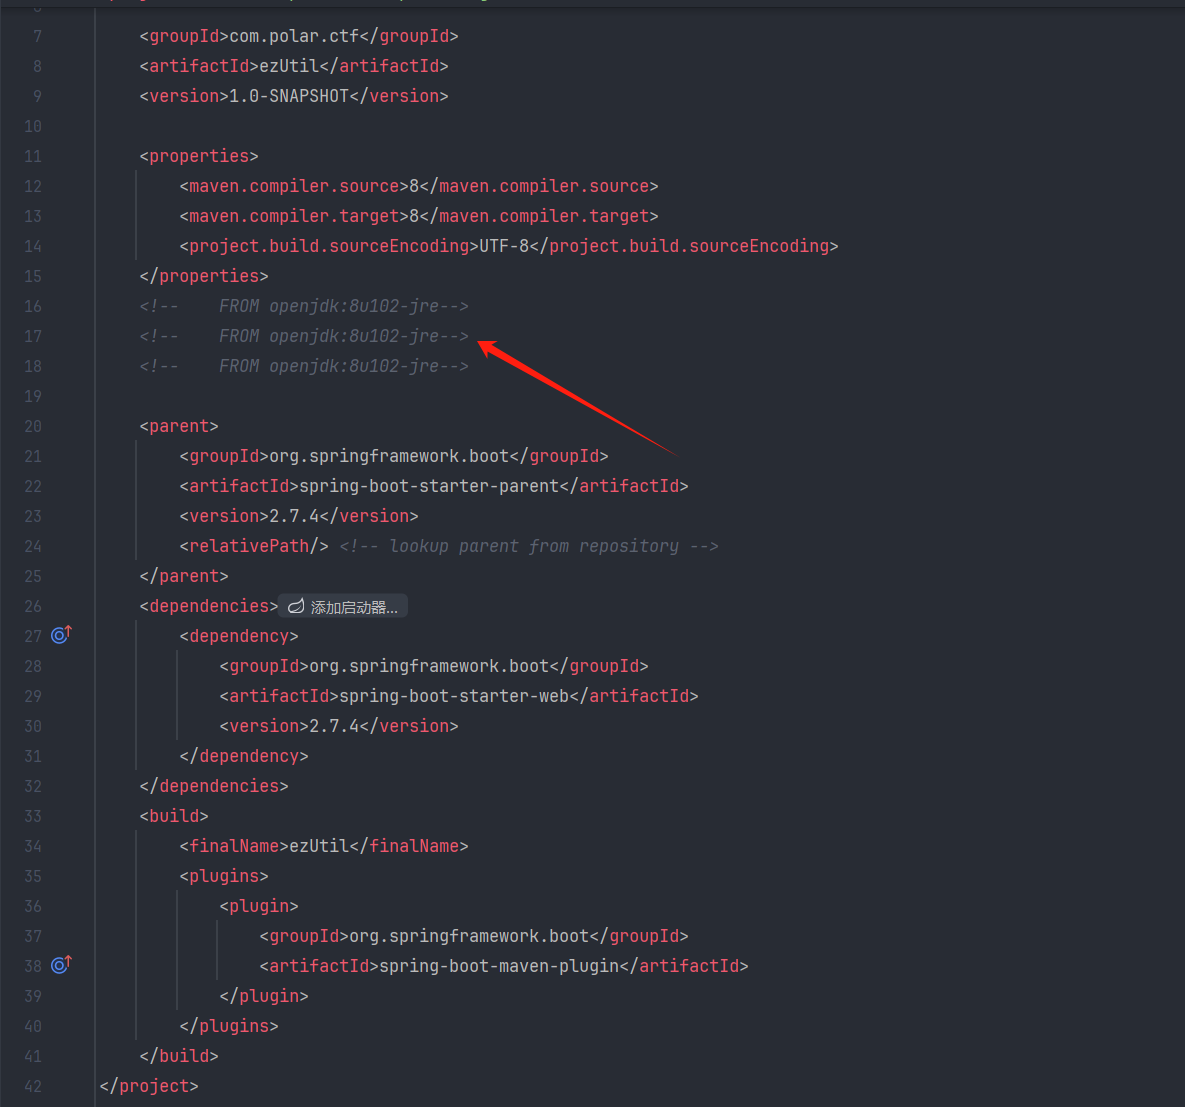 7 <groupId>com.polar.ctf</groupId>
8 <artifactId>ezUtil</artifactId>
9 <version>1.0-SNAPSHOT</version>
10
11 <properties>
12 <maven.compiler.source>8</maven.compiler.source>
13 <maven.compiler.target>8</maven.compiler.target>
14 <project.build.sourceEncoding>UTF-8</project.build.sourceEncoding>
15 </properties>
16 <!-- FROM openjdk:8u102-jre-->
17 <!-- FROM openjdk:8u102-jre-->
18 <!-- FROM openjdk:8u102-jre-->
19
20 <parent>
21 <groupId>org.springframework.boot</groupId>
22 <artifactId>spring-boot-starter-parent</artifactId>
23 <version>2.7.4</version>
24 <relativePath/> <!-- lookup parent from repository -->
25 </parent>
26 <dependencies> 添加启动器...
27 <dependency>
28 <groupId>org.springframework.boot</groupId>
29 <artifactId>spring-boot-starter-web</artifactId>
30 <version>2.7.4</version>
31 </dependency>
32 </dependencies>
33 <build>
34 <finalName>ezUtil</finalName>
35 <plugins>
36 <plugin>
37 <groupId>org.springframework.boot</groupId>
38 <artifactId>spring-boot-maven-plugin</artifactId>
39 </plugin>
40 </plugins>
41 </build>
42 </project>